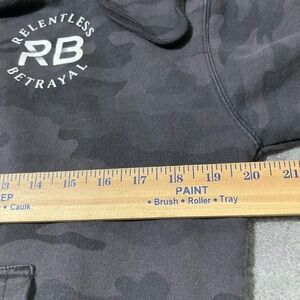 RELENTLESS
RB
BETRAYAL
13 14 15 16 17 18 19 20 21
EP PAINT
• Caulk • Brush • Roller • Tray